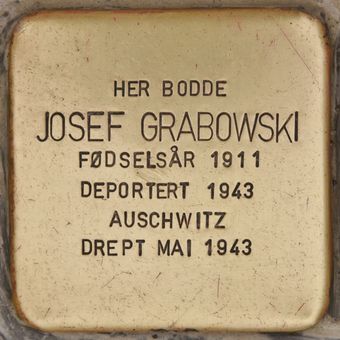 HER BODDE
JOSEF GRABOWSKI
FØDSELSÅR 1911
DEPORTERT 1943
AUSCHWITZ
DREPT MAI 1943